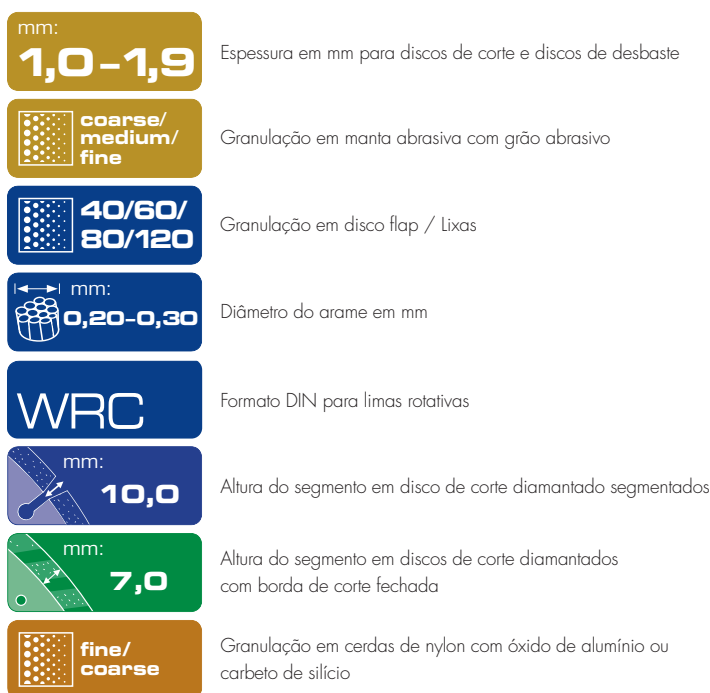 mm:
1,0-1,9
Espessura em mm para discos de corte e discos de desbaste
coarse/
medium/
fine
Granulação em manta abrasiva com grão abrasivo
40/60/
80/120
Granulação em disco flap / Lixas
mm:
0,20-0,30
Diâmetro do arame em mm
WRC
Formato DIN para limas rotativas
mm:
10,0
Altura do segmento em disco de corte diamantado segmentados
mm:
7,0
Altura do segmento em discos de corte diamantados
com borda de corte fechada
fine/
coarse
Granulação em cerdas de nylon com óxido de alumínio ou
carbeto de silício